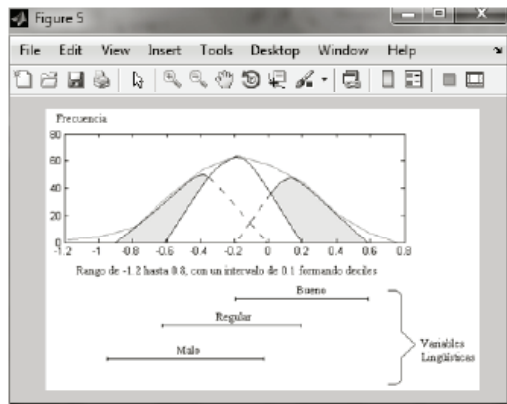 Figure 5
File Edit View Insert Tools Desktop Window Help
Frecuencia
80
60
40
20
0
-1.2 -1 -0.8 -0.6 -0.4 -0.2 0 0.2 0.4 0.6 0.8
Rango de -1.2 hasta 0.8, con un intervalo de 0.1 formando deciles
Bueno
Regular
Malo
Variables
Lingüísticas